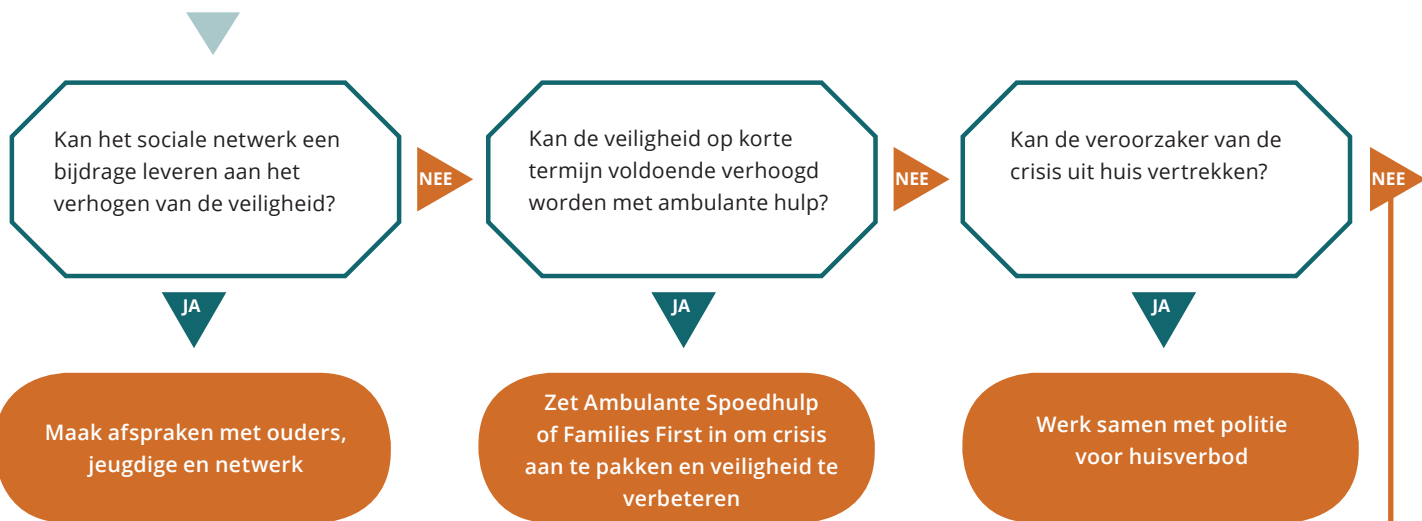 Kan het sociale netwerk een
bijdrage leveren aan het
verhogen van de veiligheid?
NEE
Kan de veiligheid op korte
termijn voldoende verhoogd
worden met ambulante hulp?
NEE
Kan de veroorzaker van de
crisis uit huis vertrekken?
NEE
JA
JA
JA
Maak afspraken met ouders,
jeugdige en netwerk
Zet Ambulante Spoedhulp
of Families First in om crisis
aan te pakken en veiligheid te
verbeteren
Werk samen met politie
voor huisverbod